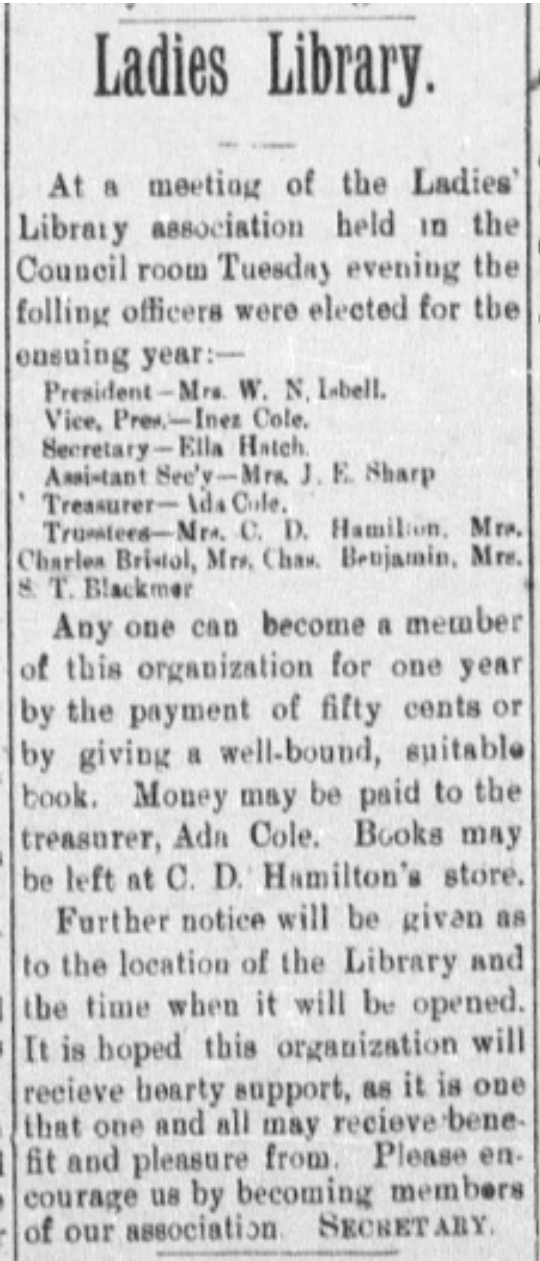 Ladies Library.
At a meeting of the Ladies'
Library association held in the
Council room Tuesday evening the
folling officers were elected for the
ensuing year:—
President—Mrs. W. N. Isbell.
Vice, Pres.—Inez Cole.
Secretary—Ella Hatch.
Assistant Sec'y—Mrs. J. E. Sharp
Treasurer—Ada Cole.
Trusstees—Mrs. C. D. Hamilton, Mrs.
Charles Bristol, Mrs. Chas. Benjamin, Mrs.
S. T. Blackmer
Any one can become a member
of this organization for one year
by the payment of fifty cents or
by giving a well-bound, suitable
book. Money may be paid to the
treasurer, Ada Cole. Books may
be left at C. D. Hamilton's store.
Further notice will be given as
to the location of the Library and
the time when it will be opened.
It is hoped this organization will
recieve hearty support, as it is one
that one and all may recieve bene-
fit and pleasure from. Please en-
courage us by becoming members
of our association. SECRETARY.